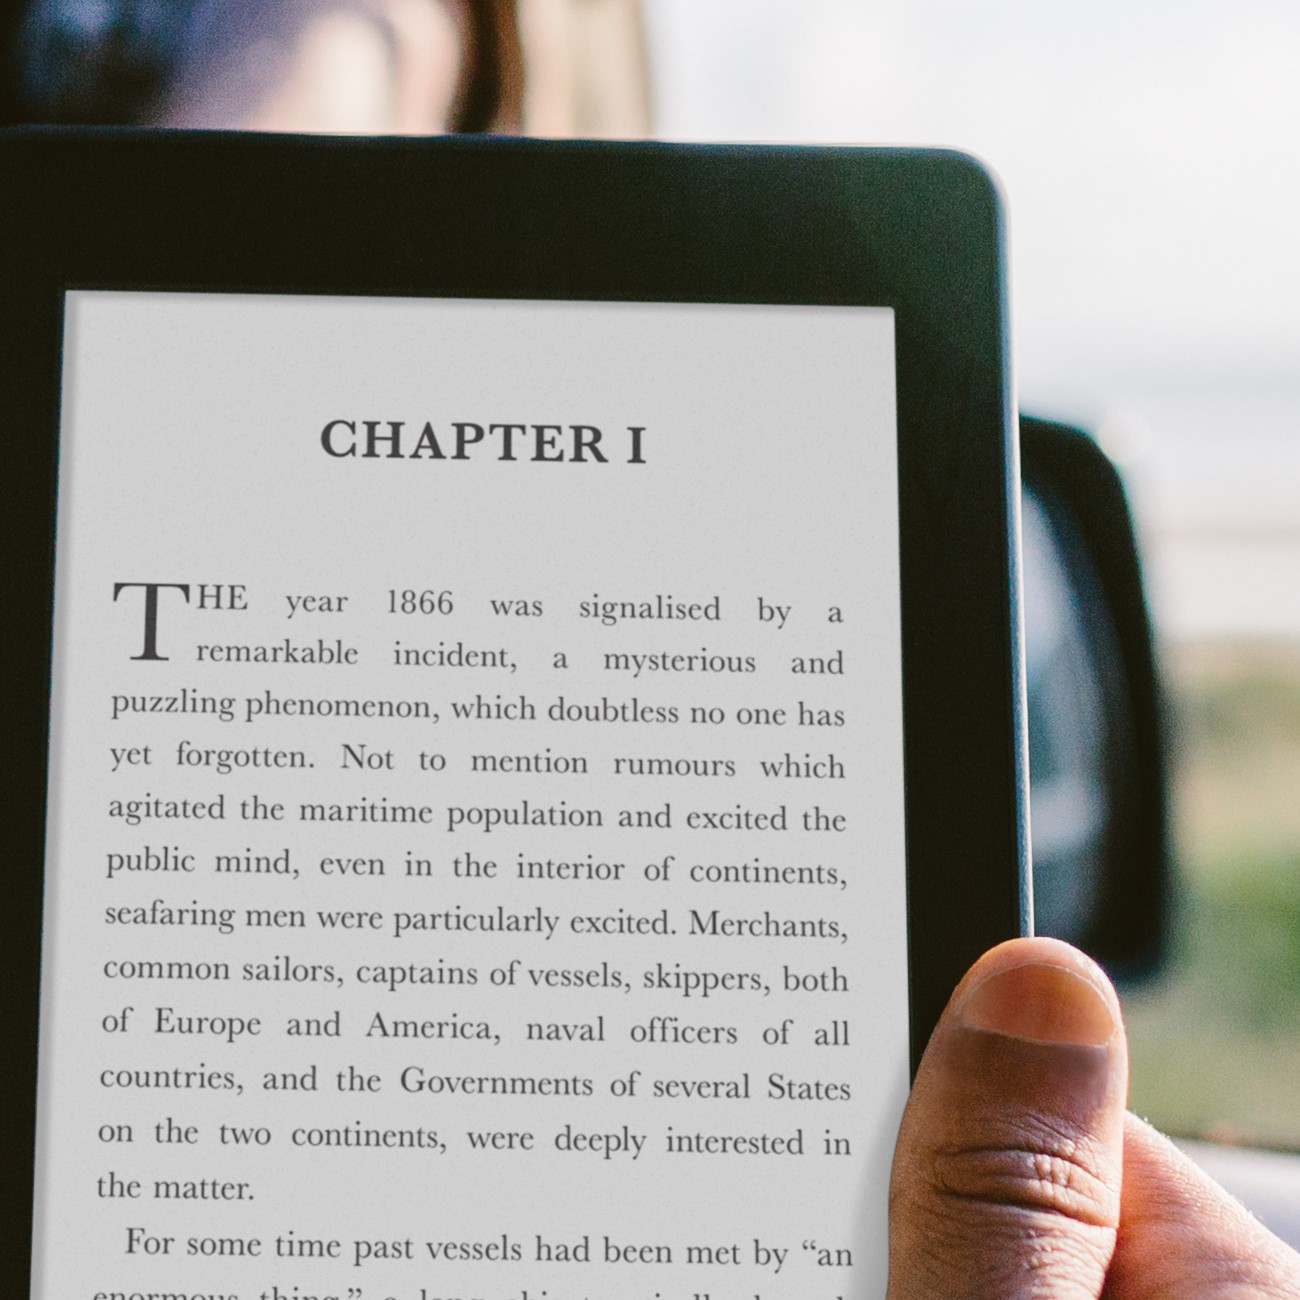 CHAPTER I
THE year 1866 was signalised by a
remarkable incident, a mysterious and
puzzling phenomenon, which doubtless no one has
yet forgotten. Not to mention rumours which
agitated the maritime population and excited the
public mind, even in the interior of continents,
seafaring men were particularly excited. Merchants,
common sailors, captains of vessels, skippers, both
of Europe and America, naval officers of all
countries, and the Governments of several States
on the two continents, were deeply interested in
the matter.
For some time past vessels had been met by “an
enormous thing,” a long